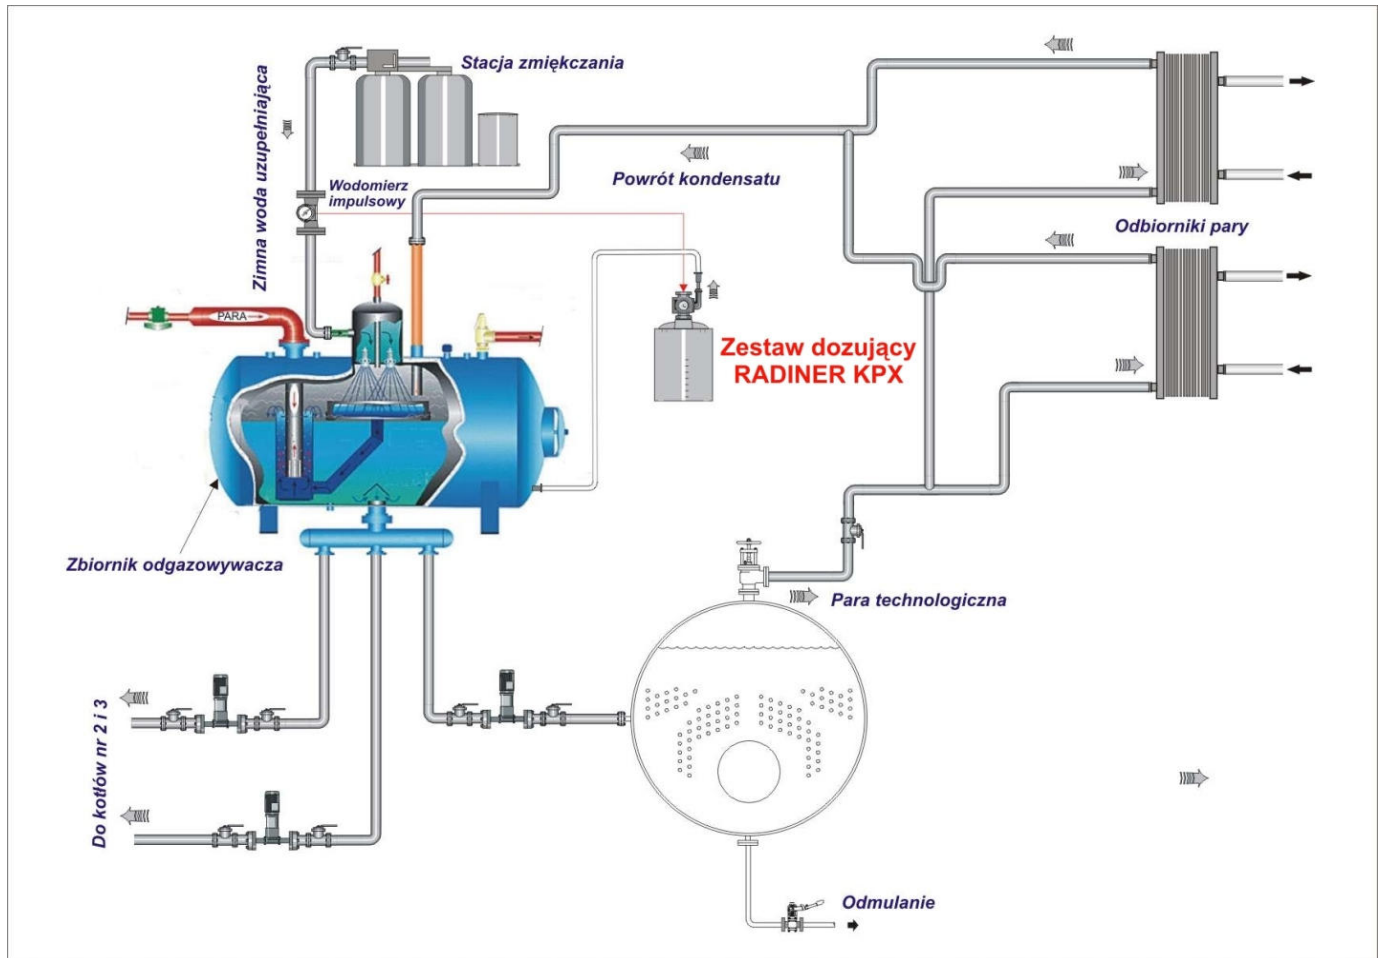 Stacja zmiękczania
Zimna woda uzupełniająca
Wodomierz
impulsowy
Powrót kondensatu
Odbiorniki pary
PARA
Zestaw dozujący
RADINER KPX
Zbiornik odgazowywacza
Para technologiczna
Do kotłów nr 2 i 3
Odmulanie